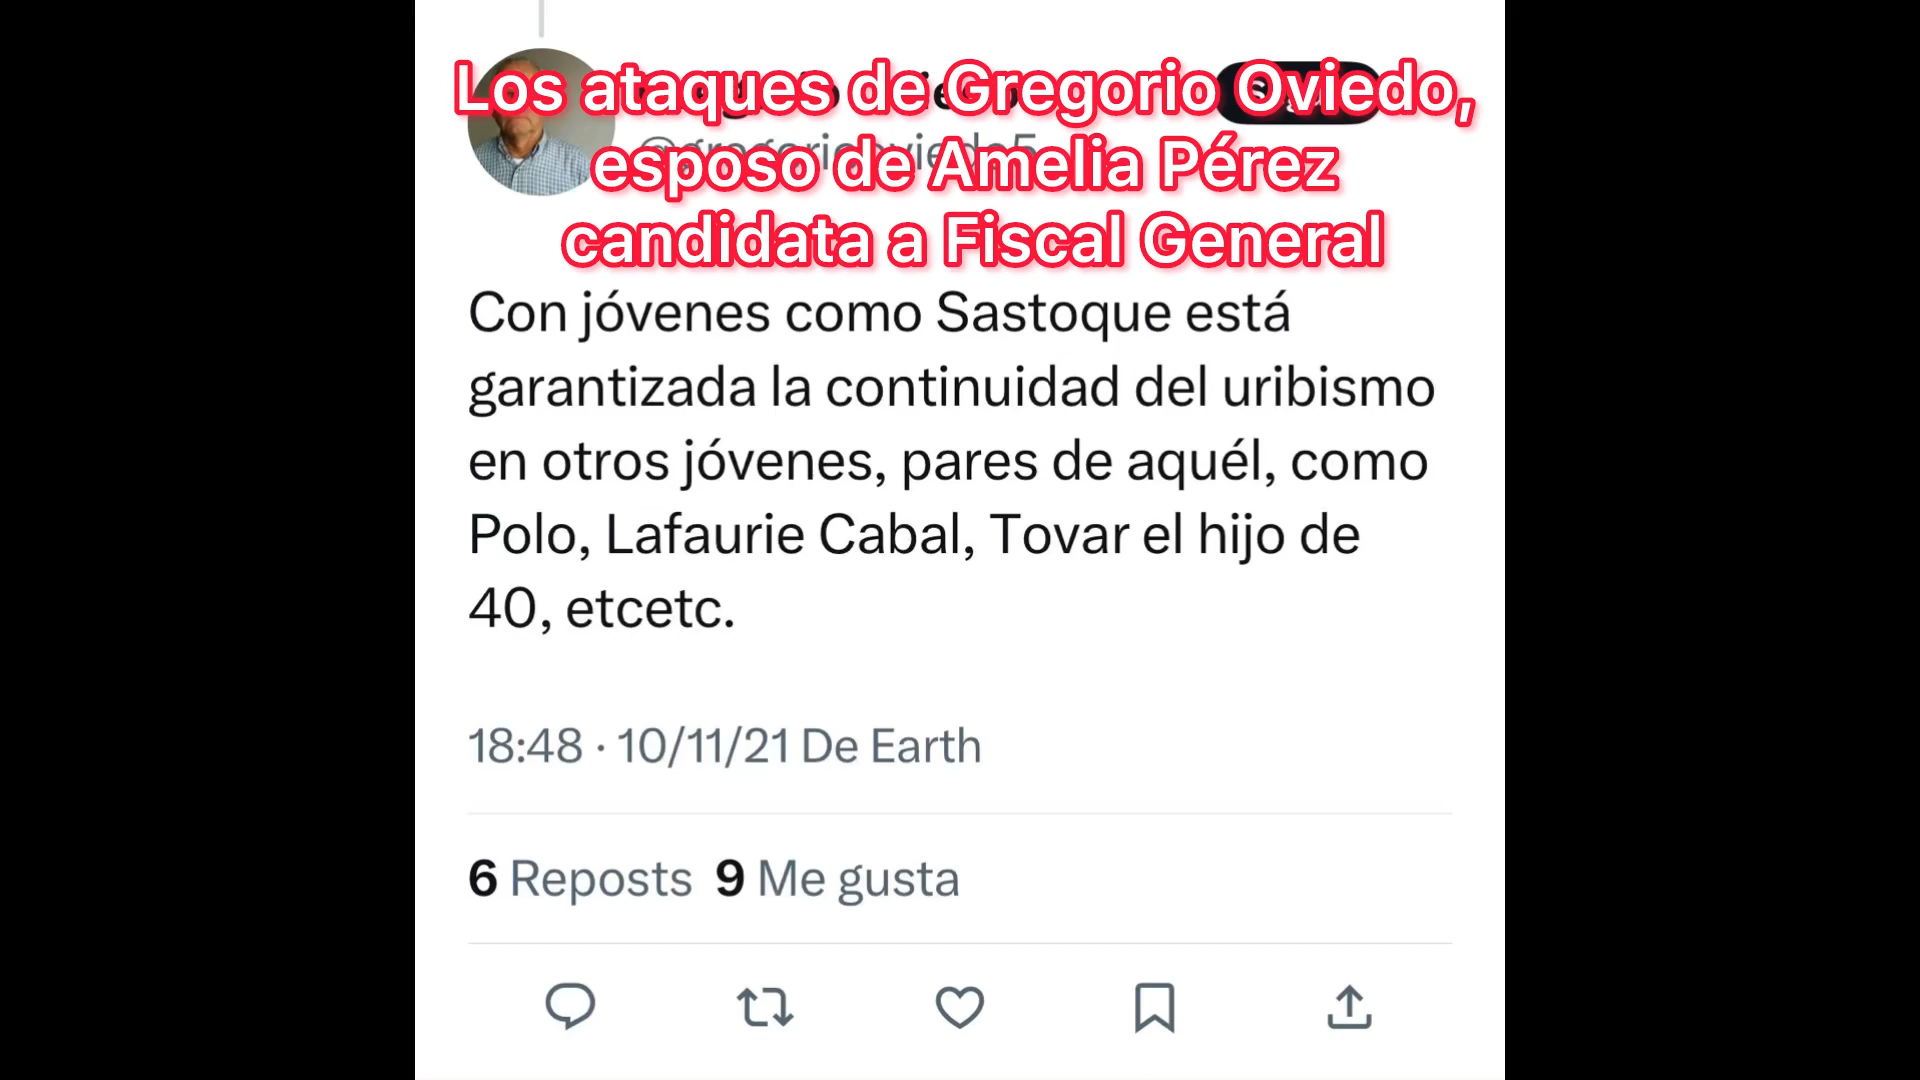 Los ataques de Gregorio Oviedo,
esposo de Amelia Pérez
candidata a Fiscal General
Con jóvenes como Sastoque está
garantizada la continuidad del uribismo
en otros jóvenes, pares de aquél, como
Polo, Lafaurie Cabal, Tovar el hijo de
40, etcetc.
18:48 · 10/11/21 De Earth
6 Reposts 9 Me gusta